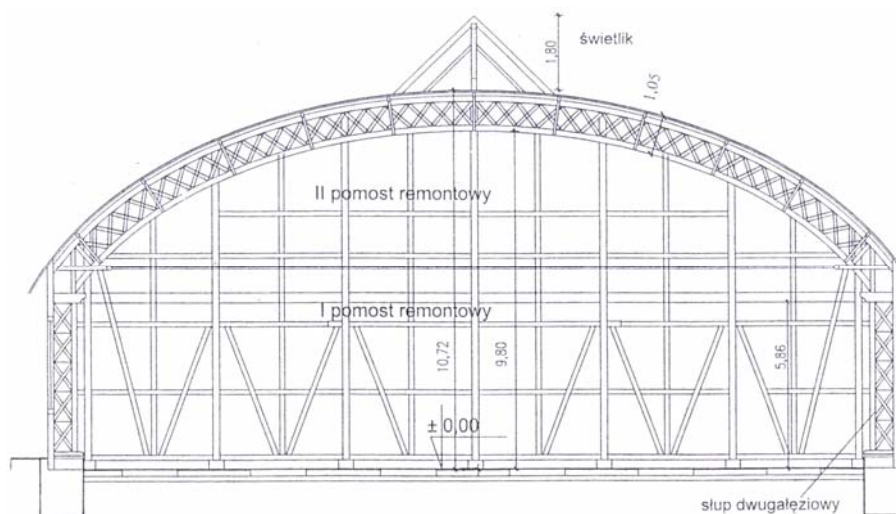 1,80
świetlik
1,05
II pomost remontowy
I pomost remontowy
10,72
9,80
5,86
± 0,00
słup dwugałęziowy